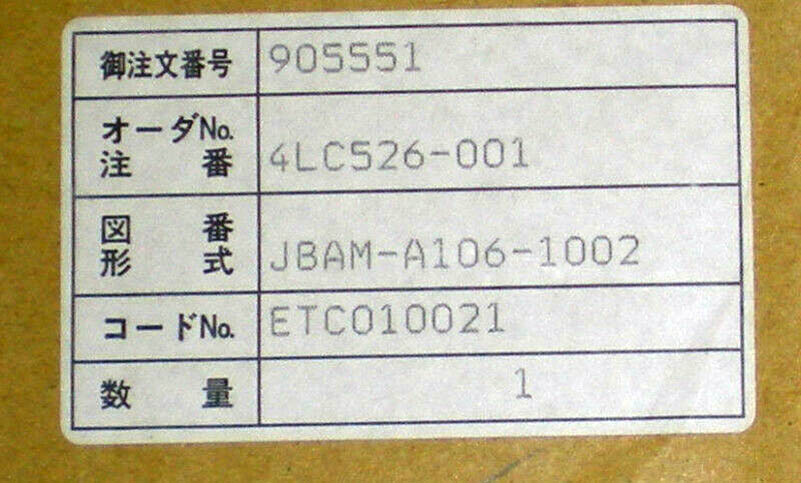 御注文番号 905551
オーダNo.
注番 4LC526-001
図番
形式 JBAM-A106-1002
コードNo. ETC010021
数量 1